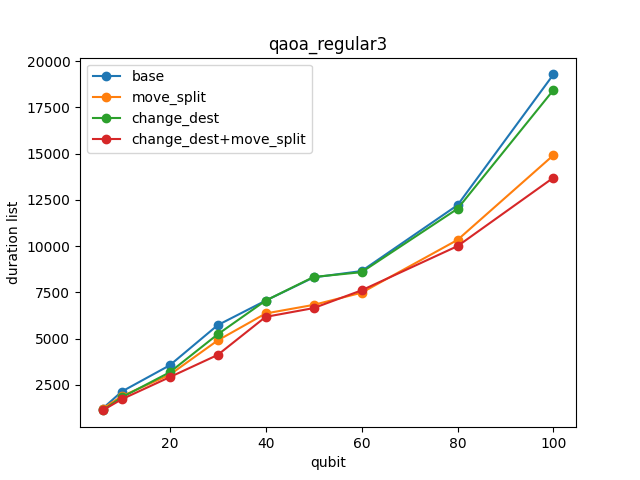 qaoa_regular3
20000
17500
15000
12500
10000
7500
5000
2500
duration list
base
move_split
change_dest
change_dest+move_split
20 40 60 80 100
qubit